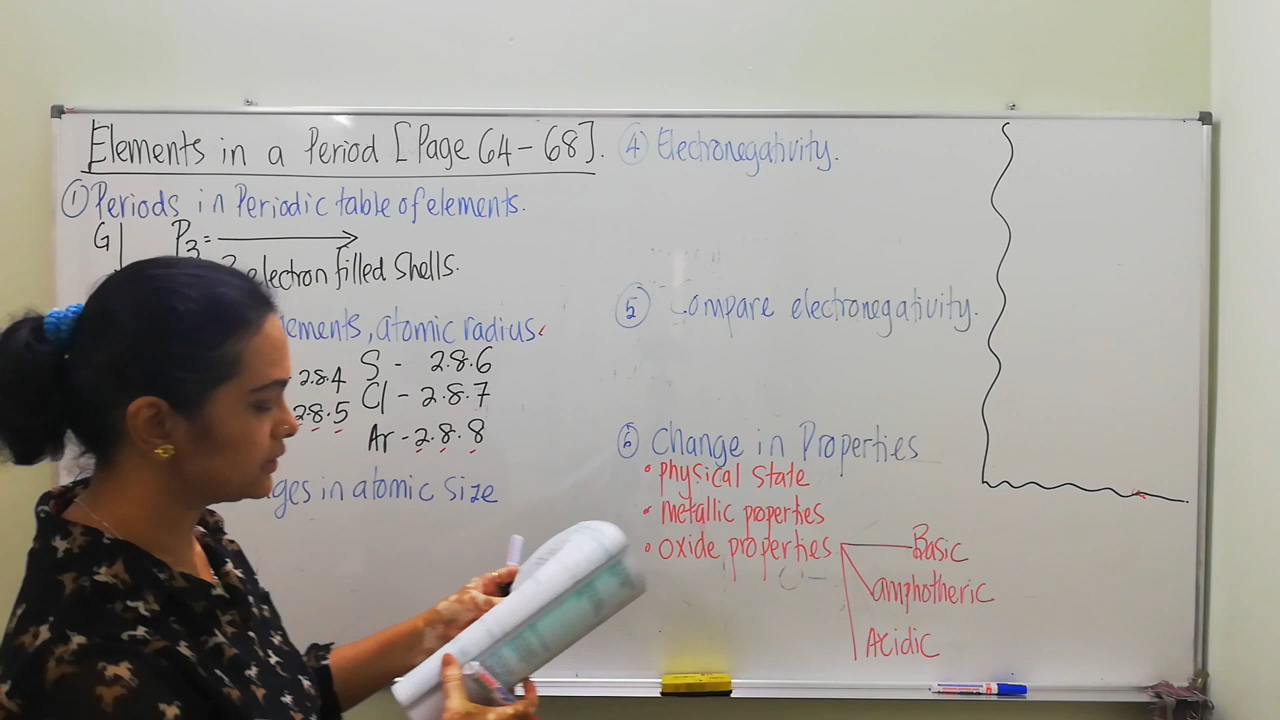 Elements in a Period [Page 64 - 68].
① Periods in Periodic table of elements.
G P3 =
electron filled shells.
lements, atomic radius
2.8.4
2.8.5
S - 2.8.6
Cl - 2.8.7
Ar - 2.8.8
ges in atomic size
④ Electronegativity.
⑤ Compare electronegativity.
⑥ Change in Properties
• physical state
• metallic properties
• oxide properties
Basic
amphotheric
Acidic